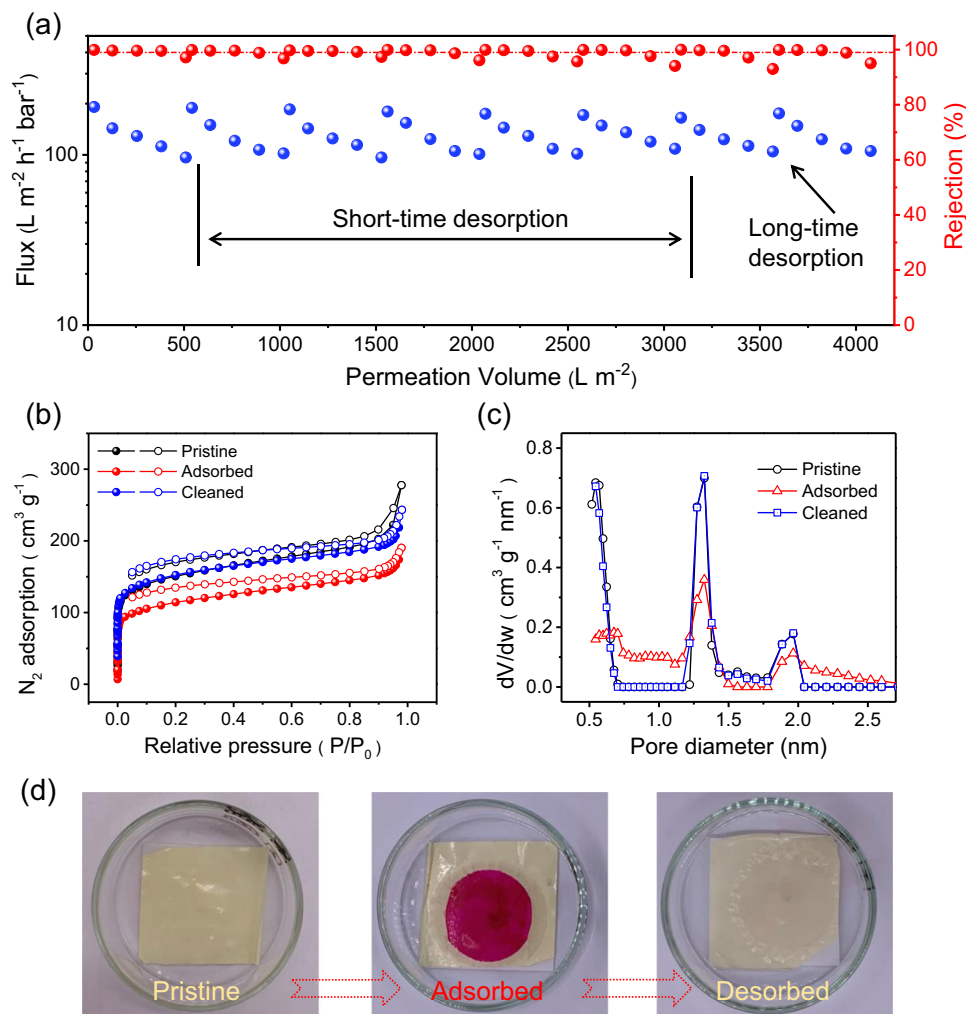 (a)
Flux (L m⁻² h⁻¹ bar⁻¹)
100
10
Short-time desorption
Long-time
desorption
100
80
60
40
20
0
Rejection (%)
0 500 1000 1500 2000 2500 3000 3500 4000
Permeation Volume (L m⁻²)
(b)
N₂ adsorption ( cm³ g⁻¹ )
300
200
100
0
Pristine
Adsorbed
Cleaned
0.0 0.2 0.4 0.6 0.8 1.0
Relative pressure ( P/P₀ )
(c)
dV/dw ( cm³ g⁻¹ nm⁻¹ )
0.8
0.6
0.4
0.2
0.0
Pristine
Adsorbed
Cleaned
0.5 1.0 1.5 2.0 2.5
Pore diameter (nm)
(d)
Pristine
Adsorbed
Desorbed